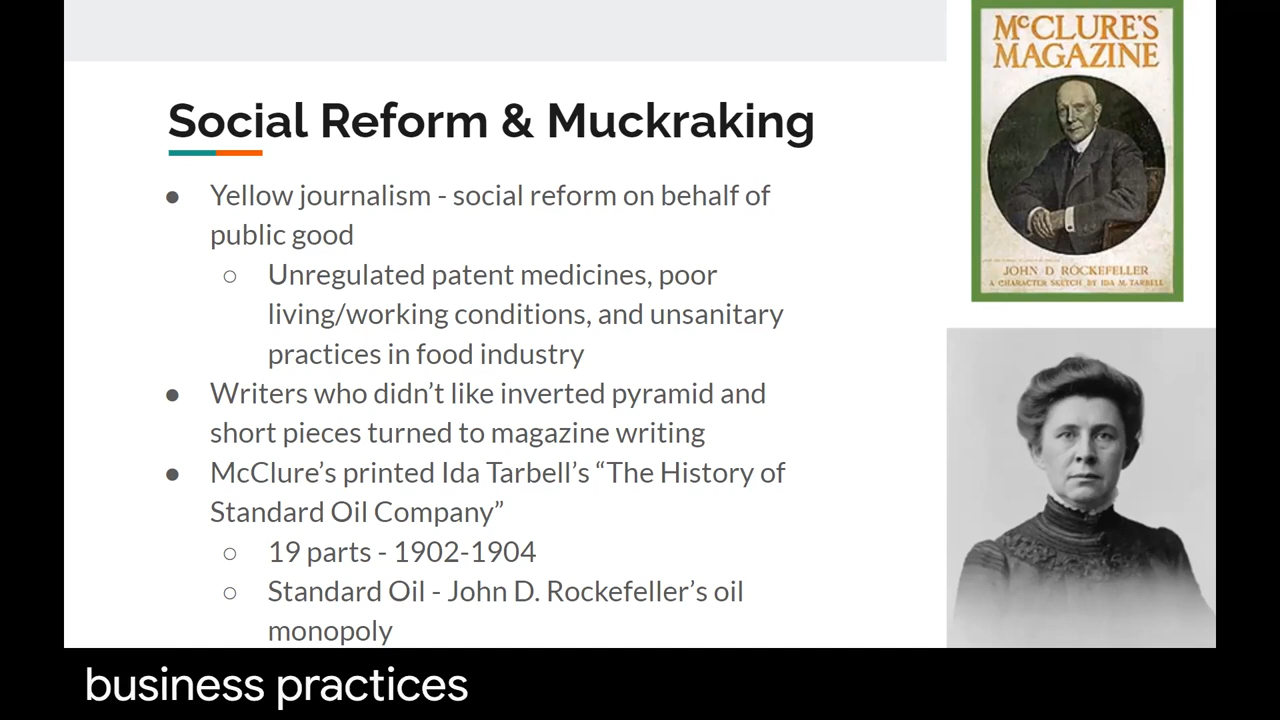 Social Reform & Muckraking
● Yellow journalism - social reform on behalf of
public good
○ Unregulated patent medicines, poor
living/working conditions, and unsanitary
practices in food industry
● Writers who didn’t like inverted pyramid and
short pieces turned to magazine writing
● McClure’s printed Ida Tarbell’s “The History of
Standard Oil Company”
○ 19 parts - 1902-1904
○ Standard Oil - John D. Rockefeller’s oil
monopoly
McCLURE'S
MAGAZINE
JOHN D ROCKEFELLER
A CHARACTER SKETCH BY IDA M. TARBELL
business practices